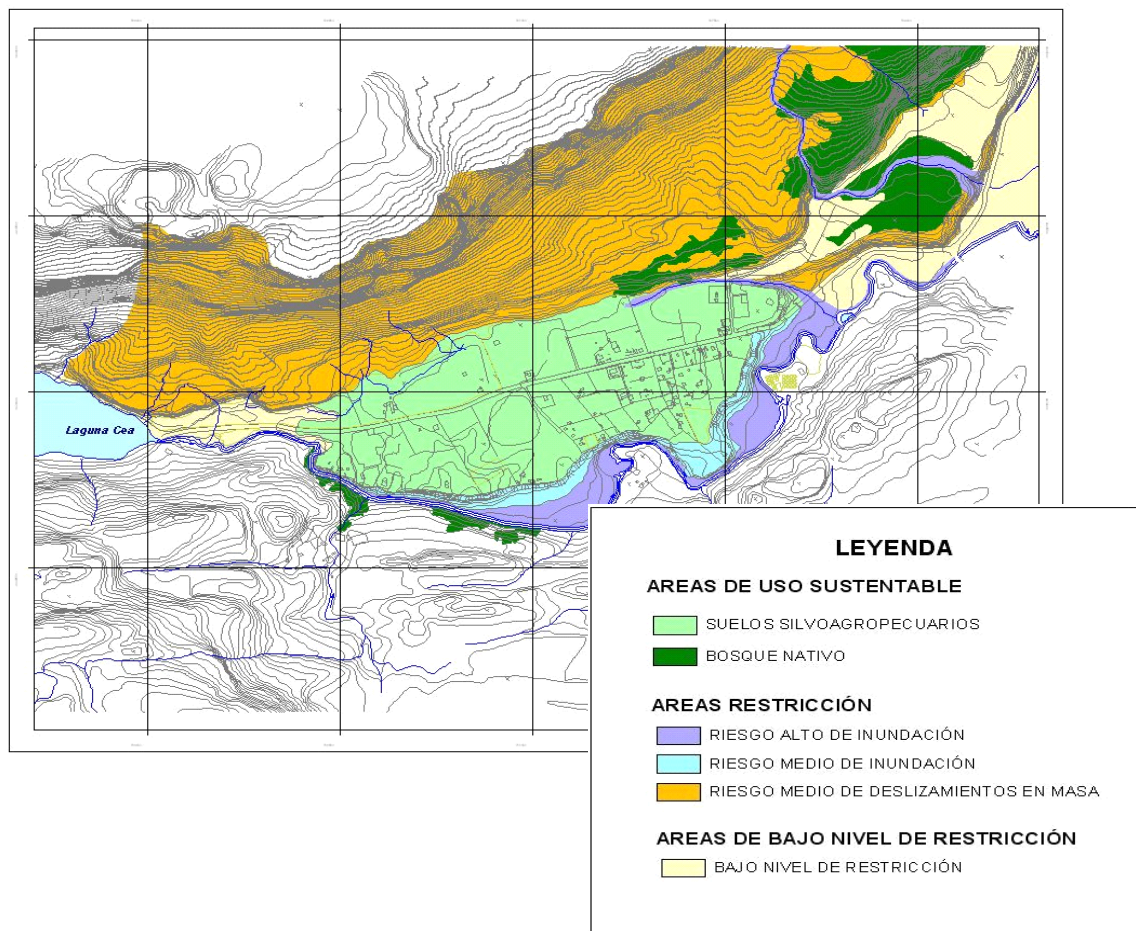 Laguna Cea
LEYENDA
AREAS DE USO SUSTENTABLE
SUELOS SILVOAGROPECUARIOS
BOSQUE NATIVO
AREAS RESTRICCIÓN
RIESGO ALTO DE INUNDACIÓN
RIESGO MEDIO DE INUNDACIÓN
RIESGO MEDIO DE DESLIZAMIENTOS EN MASA
AREAS DE BAJO NIVEL DE RESTRICCIÓN
BAJO NIVEL DE RESTRICCIÓN